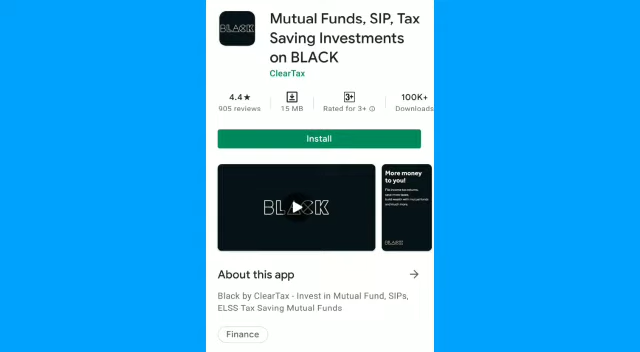 BLACK
Mutual Funds, SIP, Tax
Saving Investments
on BLACK
ClearTax
4.4★
905 reviews
15 MB
3+
Rated for 3+
100K+
Downloads
Install
BLACK
More money
to you!
BLACK
About this app
Black by ClearTax - Invest in Mutual Fund, SIPs,
ELSS Tax Saving Mutual Funds
Finance